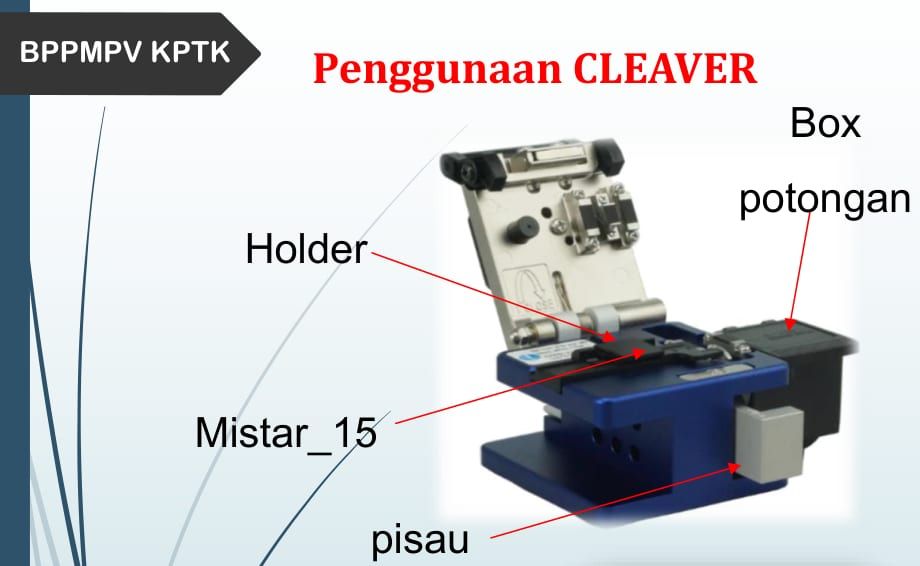 BPPMPV KPTK
Penggunaan CLEAVER
Box
potongan
Holder
Mistar_15
pisau